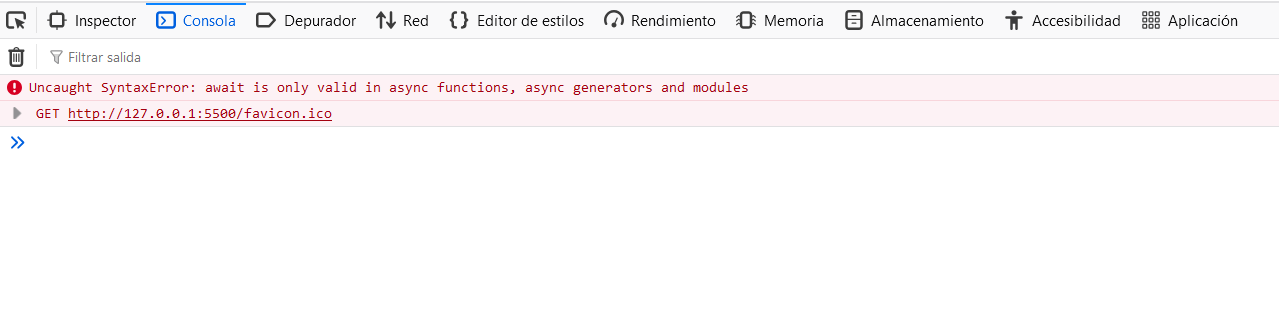 Inspector Consola Depurador Red Editor de estilos Rendimiento Memoria Almacenamiento Accesibilidad Aplicación
Filtrar salida
Uncaught SyntaxError: await is only valid in async functions, async generators and modules
GET http://127.0.0.1:5500/favicon.ico